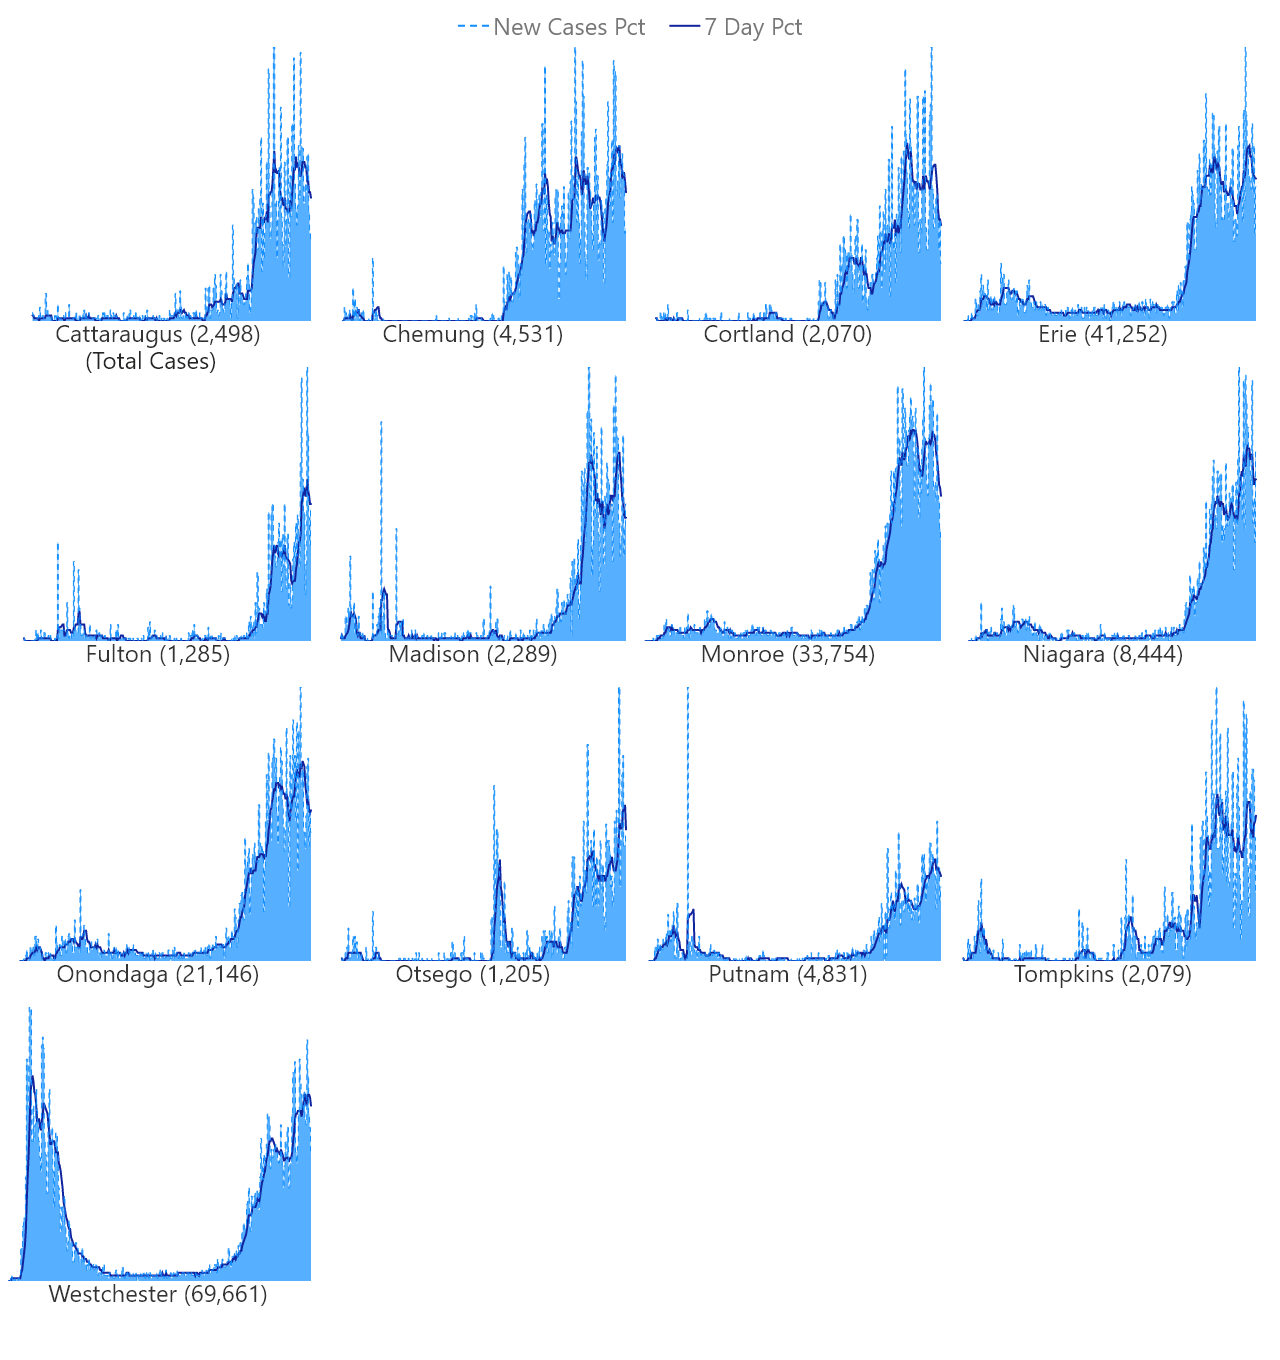 New Cases Pct 7 Day Pct
Cattaraugus (2,498)
(Total Cases)
Chemung (4,531)
Cortland (2,070)
Erie (41,252)
Fulton (1,285)
Madison (2,289)
Monroe (33,754)
Niagara (8,444)
Onondaga (21,146)
Otsego (1,205)
Putnam (4,831)
Tompkins (2,079)
Westchester (69,661)